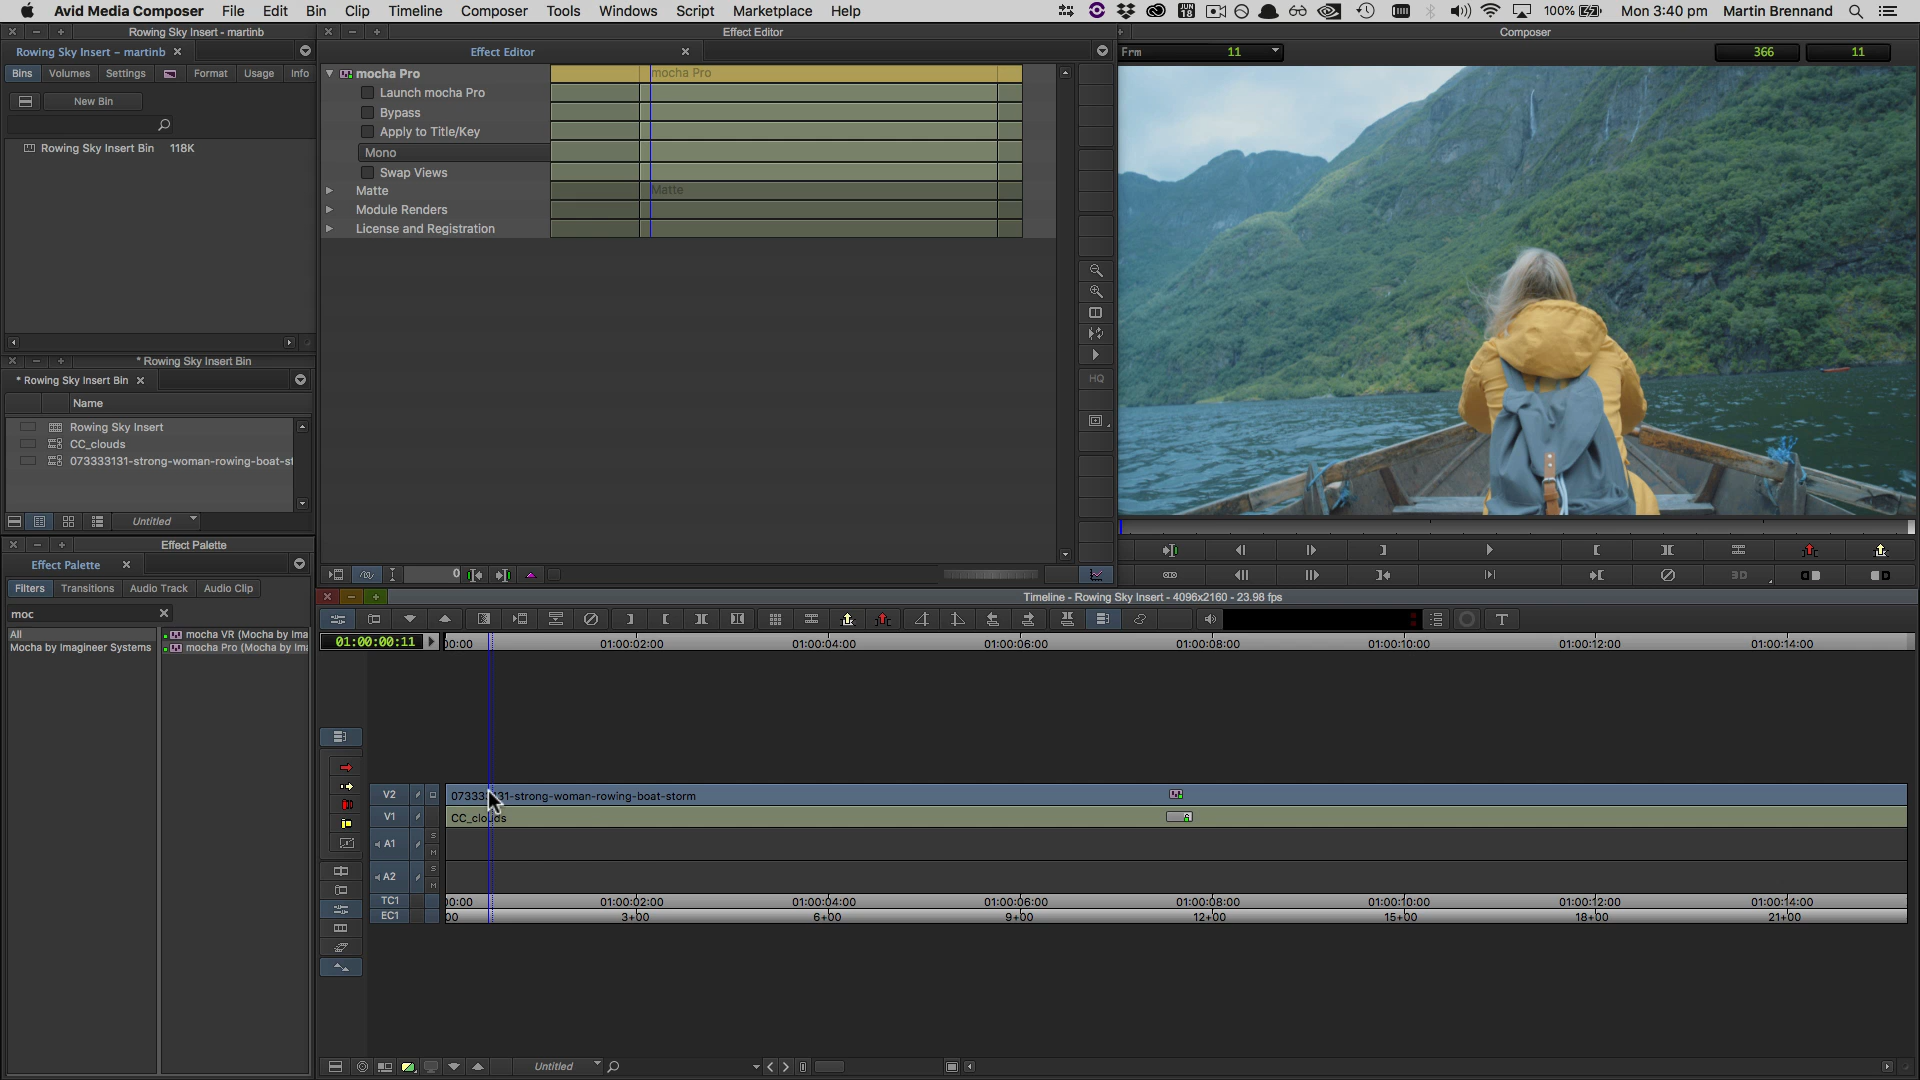 Avid Media Composer File Edit Bin Clip Timeline Composer Tools Windows Script Marketplace Help JUN 18 100% Mon 3:40 pm Martin Brennand
Rowing Sky Insert - martinb
Effect Editor
Composer
Rowing Sky Insert - martinb
Effect Editor
Frm 11 366 11
Bins Volumes Settings Format Usage Info
New Bin
Rowing Sky Insert Bin 118K
mocha Pro mocha Pro
Launch mocha Pro
Bypass
Apply to Title/Key
Mono
Swap Views
Matte Matte
Module Renders
License and Registration
HQ
* Rowing Sky Insert Bin
* Rowing Sky Insert Bin
Name
Rowing Sky Insert
CC_clouds
073333131-strong-woman-rowing-boat-st
Untitled
Effect Palette
Effect Palette
Filters Transitions Audio Track Audio Clip
moc
All
Mocha by Imagineer Systems
mocha VR (Mocha by Ima
mocha Pro (Mocha by Ima
0
3D
Timeline - Rowing Sky Insert - 4096x2160 - 23.98 fps
T
01:00:00:11 00:00 01:00:02:00 01:00:04:00 01:00:06:00 01:00:08:00 01:00:10:00 01:00:12:00 01:00:14:00
V2 07333 31-strong-woman-rowing-boat-storm
V1 CC_clouds
A1 S M
A2 S M
TC1 00:00 01:00:02:00 01:00:04:00 01:00:06:00 01:00:08:00 01:00:10:00 01:00:12:00 01:00:14:00
EC1 00 3+00 6+00 9+00 12+00 15+00 18+00 21+00
Untitled